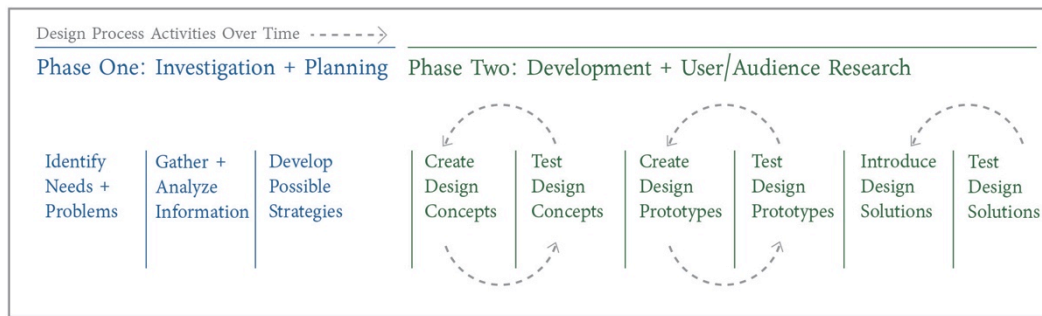 Design Process Activities Over Time
Phase One: Investigation + Planning
Phase Two: Development + User/Audience Research
Identify
Needs +
Problems
Gather +
Analyze
Information
Develop
Possible
Strategies
Create
Design
Concepts
Test
Design
Concepts
Create
Design
Prototypes
Test
Design
Prototypes
Introduce
Design
Solutions
Test
Design
Solutions